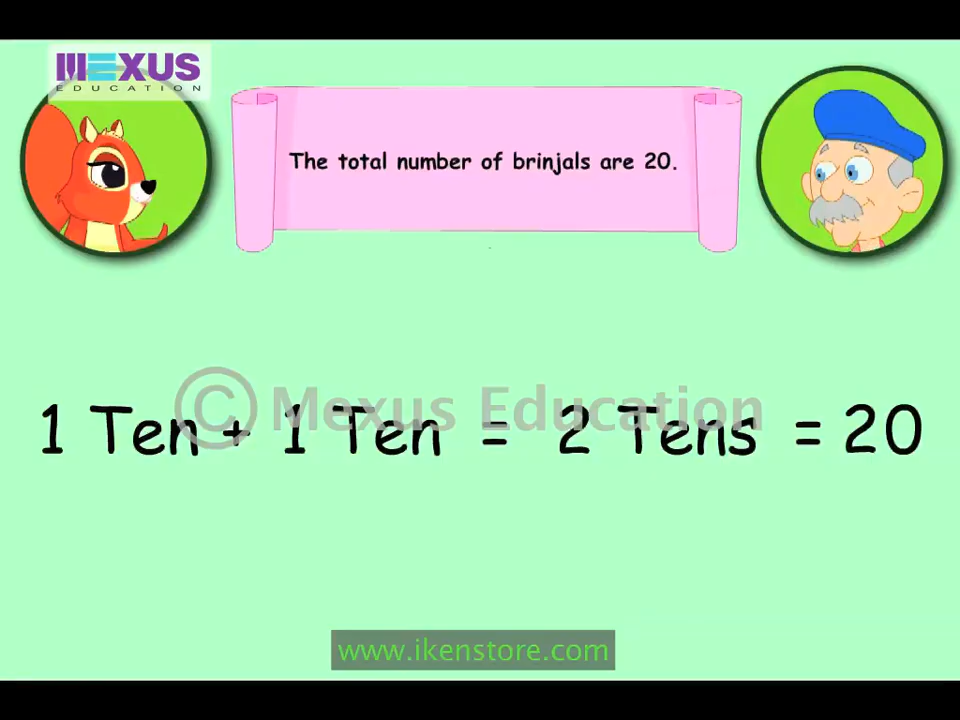 MEXUS
EDUCATION
The total number of brinjals are 20.
© Mexus Education
1 Ten + 1 Ten = 2 Tens = 20
www.ikenstore.com